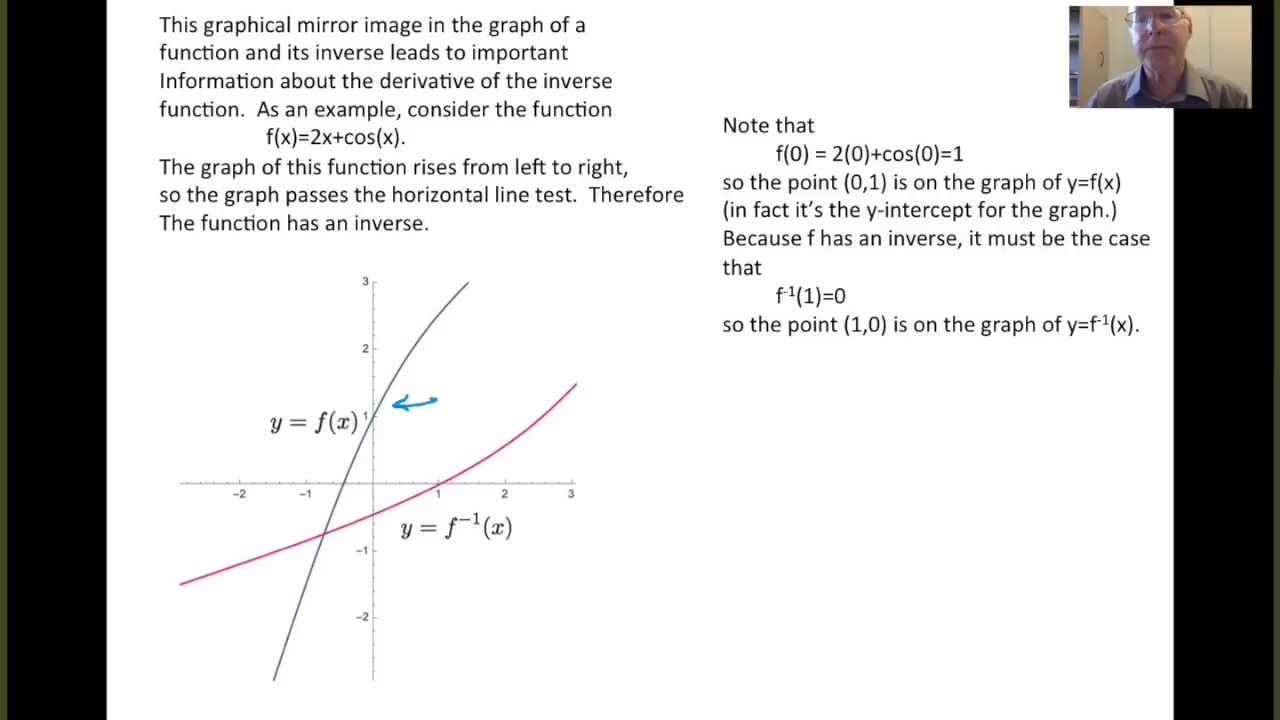 This graphical mirror image in the graph of a
function and its inverse leads to important
Information about the derivative of the inverse
function. As an example, consider the function
f(x)=2x+cos(x).
The graph of this function rises from left to right,
so the graph passes the horizontal line test. Therefore
The function has an inverse.
Note that
f(0) = 2(0)+cos(0)=1
so the point (0,1) is on the graph of y=f(x)
(in fact it's the y-intercept for the graph.)
Because f has an inverse, it must be the case
that
f⁻¹(1)=0
so the point (1,0) is on the graph of y=f⁻¹(x).
3
2
y = f(x)
1
-2
-1
1
2
3
y = f⁻¹(x)
-1
-2